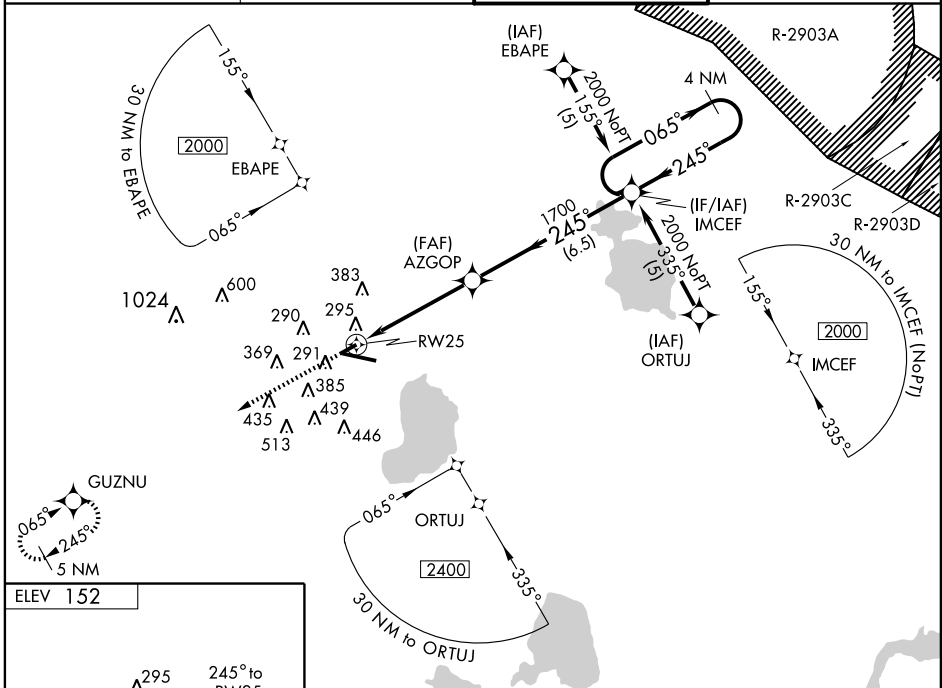 R-2903A
(IAF)
EBAPE
4 NM
2000 NoPT
155°
(5)
065°
245°
155°
30 NM to EBAPE
2000
EBAPE
065°
R-2903C
R-2903D
(IF/IAF)
IMCEF
1700
245°
(6.5)
2000 NoPT
335°
(5)
(FAF)
AZGOP
(IAF)
ORTUJ
30 NM to IMCEF (NoPT)
155°
2000
IMCEF
335°
600
383
1024
290
295
RW25
369
291
385
435
439
513
446
GUZNU
065°
245°
5 NM
065°
ORTUJ
2400
335°
30 NM to ORTUJ
ELEV 152
295
245° to
RW25